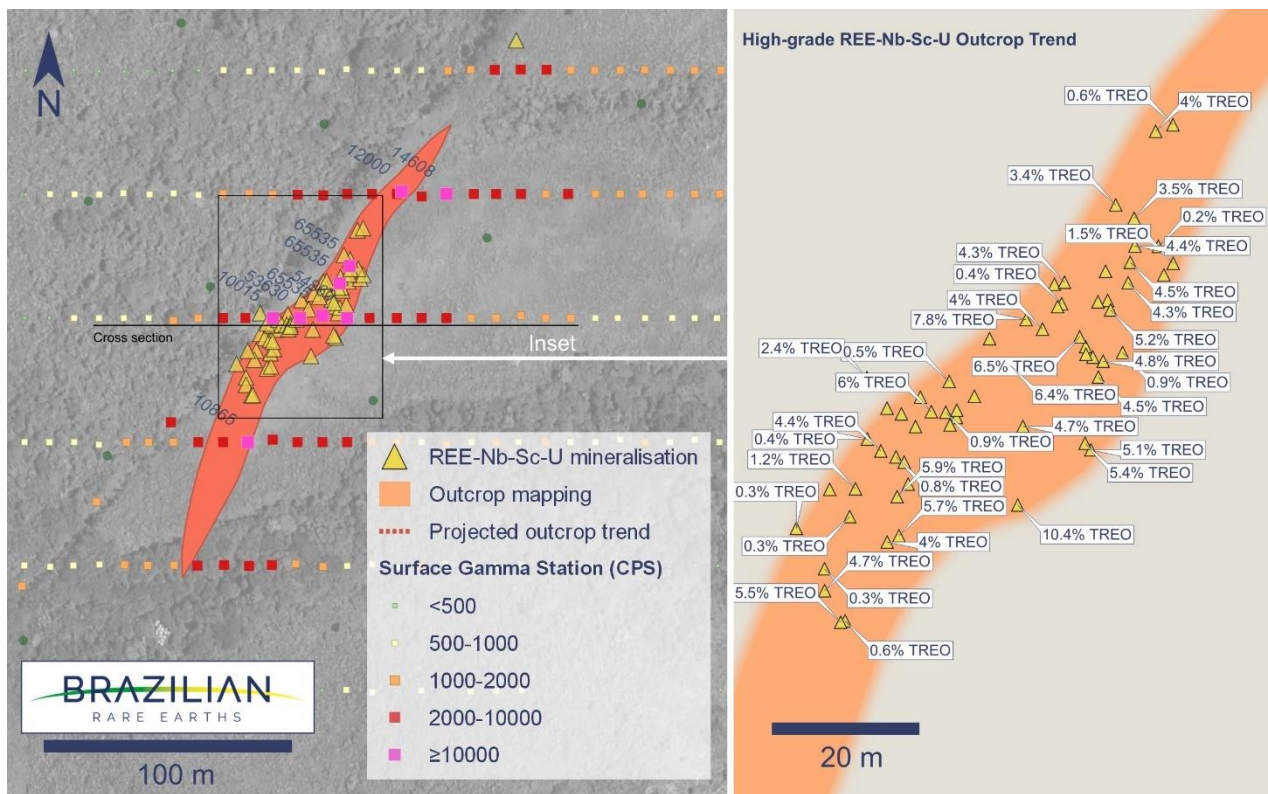 N
12000
14608
65535
65535
65535
53630
10015
Cross section
Inset
10865
REE-Nb-Sc-U mineralisation
Outcrop mapping
Projected outcrop trend
Surface Gamma Station (CPS)
<500
500-1000
1000-2000
2000-10000
≥10000
BRAZILIAN
RARE EARTHS
100 m
High-grade REE-Nb-Sc-U Outcrop Trend
0.6% TREO
4% TREO
3.4% TREO
3.5% TREO
0.2% TREO
1.5% TREO
4.4% TREO
4.3% TREO
0.4% TREO
4.5% TREO
4.3% TREO
4% TREO
7.8% TREO
5.2% TREO
2.4% TREO
0.5% TREO
6.5% TREO
4.8% TREO
0.9% TREO
6% TREO
6.4% TREO
4.5% TREO
4.4% TREO
4.7% TREO
0.4% TREO
0.9% TREO
5.1% TREO
1.2% TREO
5.9% TREO
5.4% TREO
0.3% TREO
0.8% TREO
5.7% TREO
10.4% TREO
0.3% TREO
4% TREO
4.7% TREO
0.3% TREO
5.5% TREO
0.6% TREO
20 m